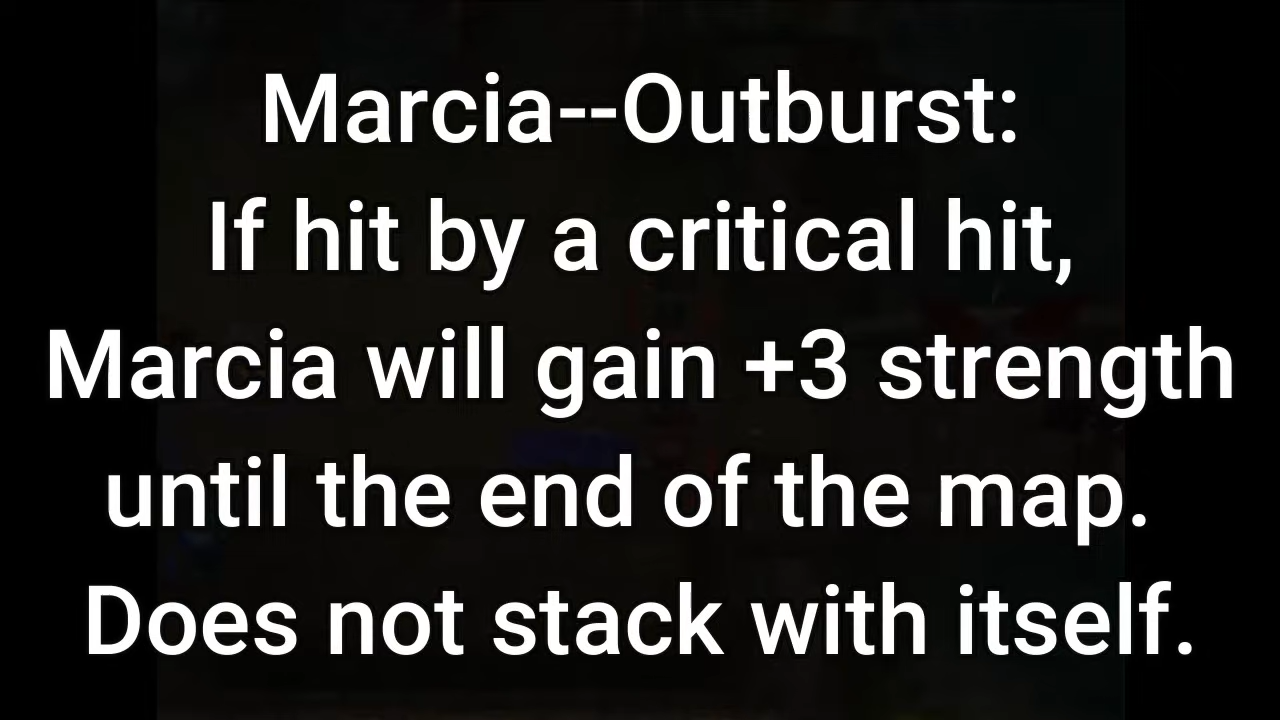 Marcia--Outburst:
If hit by a critical hit,
Marcia will gain +3 strength
until the end of the map.
Does not stack with itself.